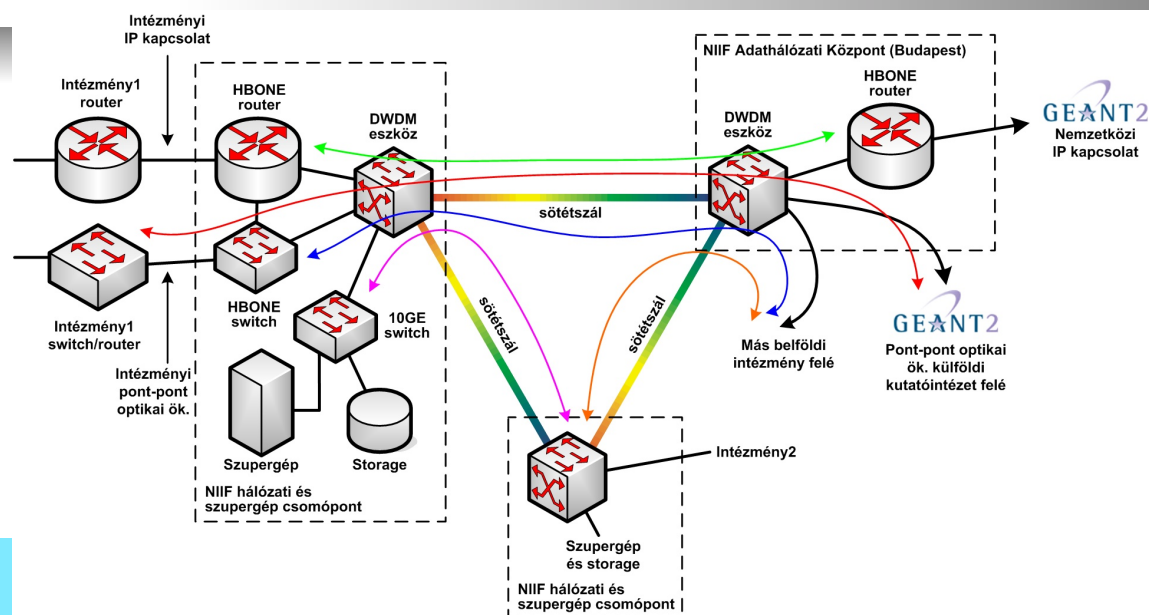 Intézményi
IP kapcsolat
Intézmény1
router
HBONE
router
DWDM
eszköz
NIIF Adathálózati Központ (Budapest)
HBONE
router
DWDM
eszköz
GEANT2
Nemzetközi
IP kapcsolat
sötétszál
sötétszál
sötétszál
HBONE
switch
10GE
switch
Intézmény1
switch/router
Intézményi
pont-pont
optikai ök.
Szupergép
Storage
NIIF hálózati és
szupergép csomópont
Más belföldi
intézmény felé
GEANT2
Pont-pont optikai
ök. külföldi
kutatóintézet felé
Intézmény2
Szupergép
és storage
NIIF hálózati és
szupergép csomópont